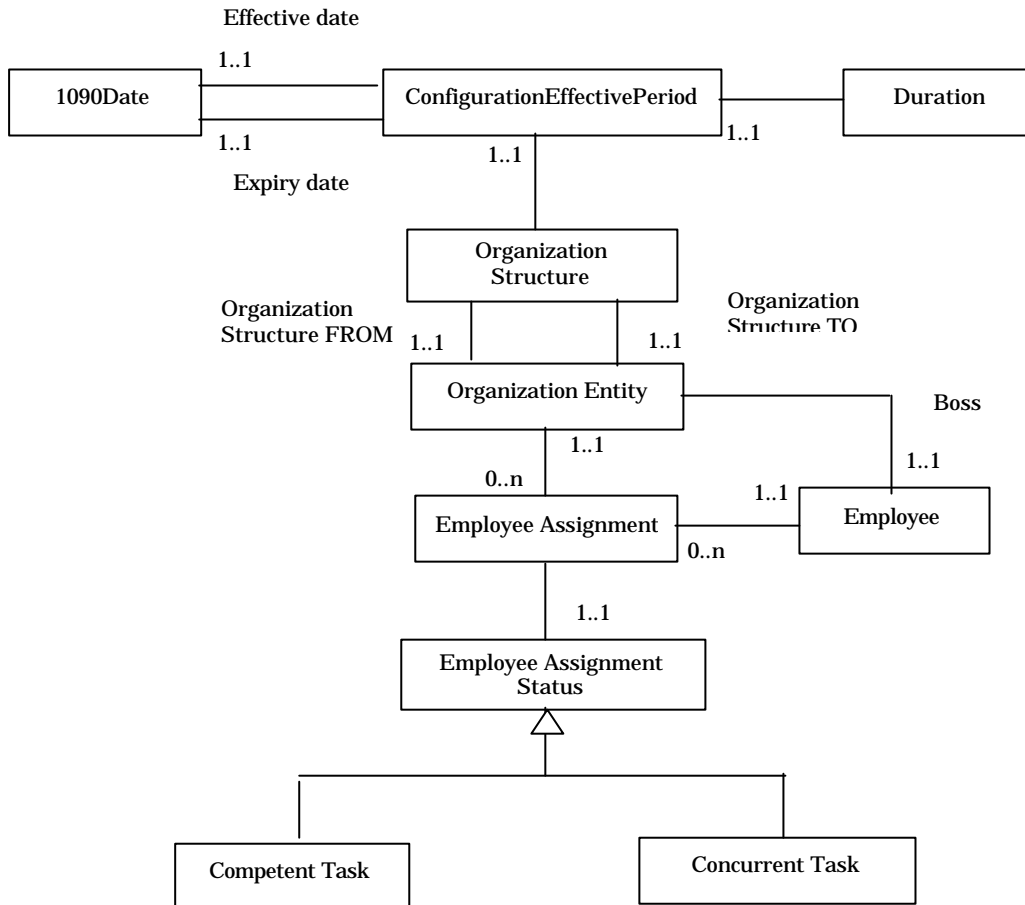 Effective date
1..1
1090Date
ConfigurationEffectivePeriod
Duration
1..1
1..1
1..1
Expiry date
Organization
Structure
Organization
Structure FROM
Organization
Structure TO
1..1
1..1
Organization Entity
Boss
1..1
1..1
0..n
1..1
Employee Assignment
Employee
0..n
1..1
Employee Assignment
Status
Competent Task
Concurrent Task